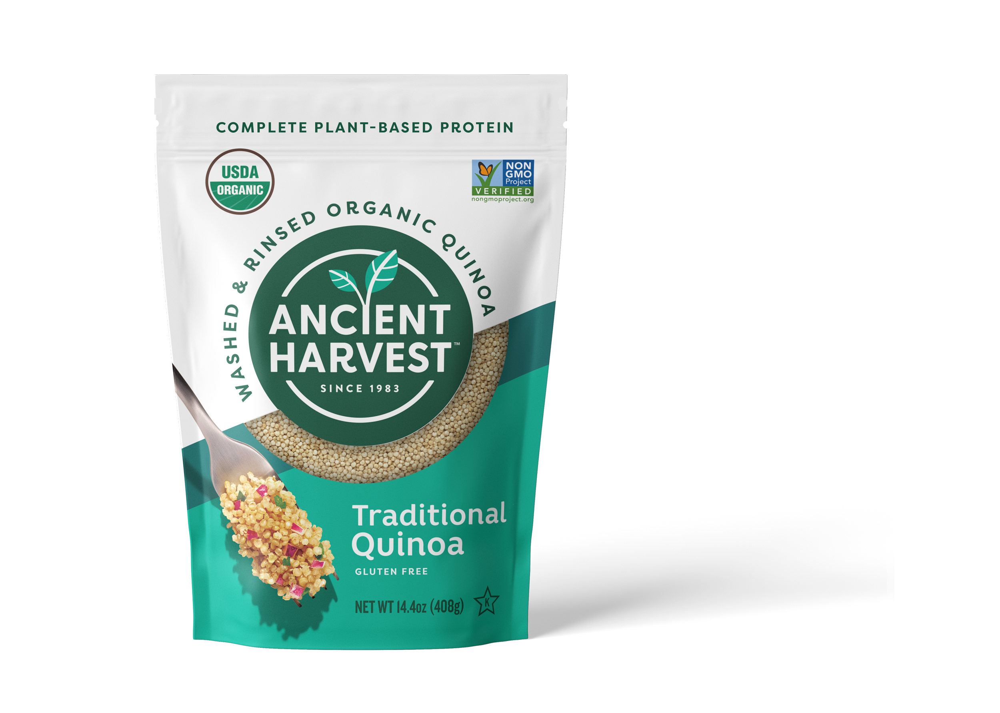 COMPLETE PLANT-BASED PROTEIN
USDA
ORGANIC
NON
GMO
Project
VERIFIED
nongmoproject.org
WASHED & RINSED ORGANIC QUINOA
ANCIENT
HARVEST™
SINCE 1983
Traditional
Quinoa
GLUTEN FREE
NET WT 14.4oz (408g)
K